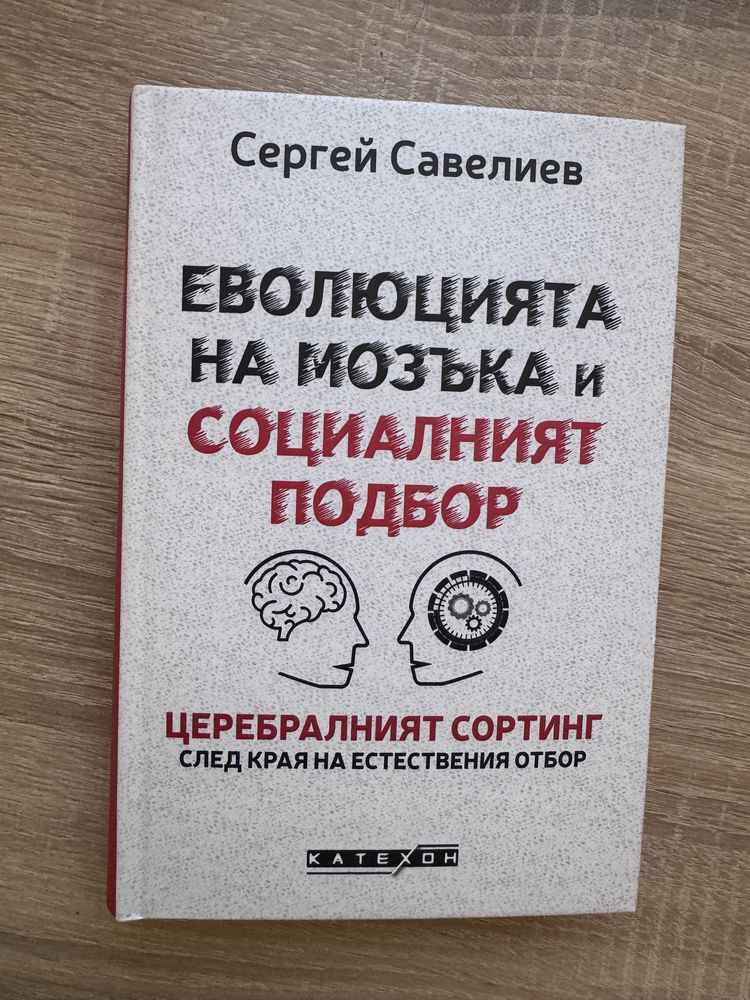 Сергей Савелиев
ЕВОЛЮЦИЯТА
НА МОЗЪКА и
СОЦИАЛНИЯТ
ПОДБОР
ЦЕРЕБРАЛНИЯТ СОРТИНГ
СЛЕД КРАЯ НА ЕСТЕСТВЕНИЯ ОТБОР
КАТЕХОН